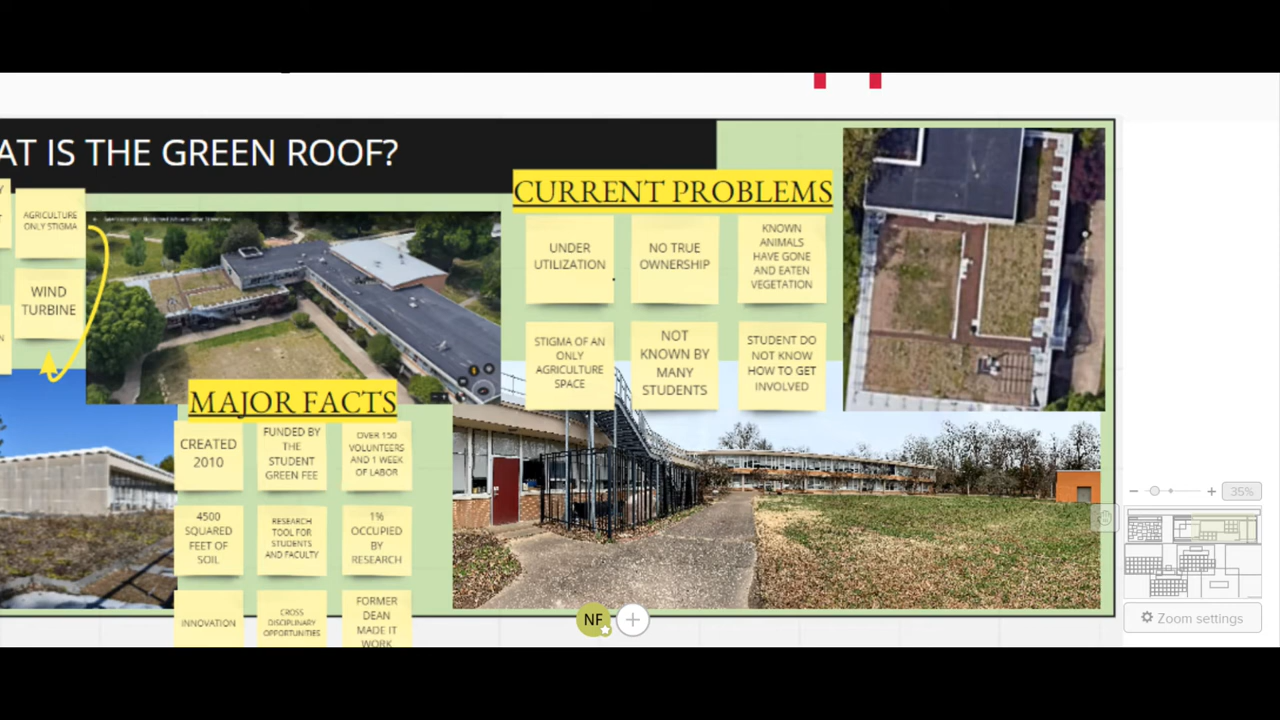 AT IS THE GREEN ROOF?
AGRICULTURE
ONLY STIGMA
WIND
TURBINE
CURRENT PROBLEMS
UNDER
UTILIZATION
NO TRUE
OWNERSHIP
KNOWN
ANIMALS
HAVE GONE
AND EATEN
VEGETATION
STIGMA OF AN
ONLY
AGRICULTURE
SPACE
NOT
KNOWN BY
MANY
STUDENTS
STUDENT DO
NOT KNOW
HOW TO GET
INVOLVED
MAJOR FACTS
CREATED
2010
FUNDED BY
THE
STUDENT
GREEN FEE
OVER 150
VOLUNTEERS
AND 1 WEEK
OF LABOR
4500
SQUARED
FEET OF
SOIL
RESEARCH
TOOL FOR
STUDENTS
AND FACULTY
1%
OCCUPIED
BY
RESEARCH
INNOVATION
CROSS
DISCIPLINARY
OPPORTUNITIES
FORMER
DEAN
MADE IT
WORK
NF
35%
Zoom settings